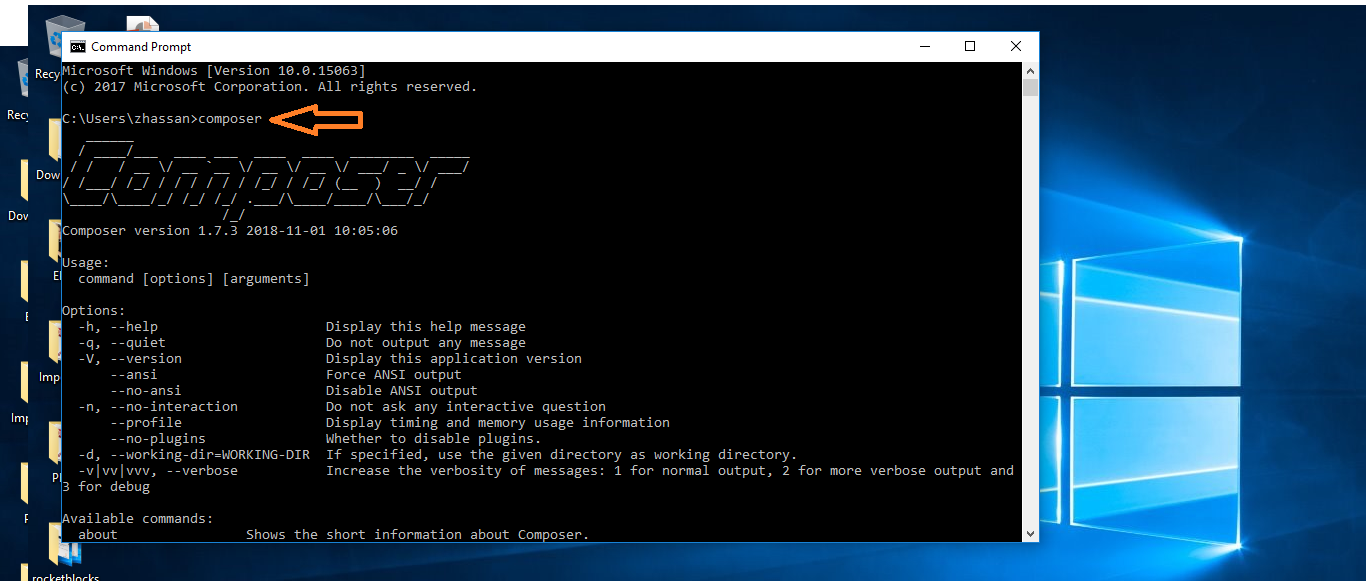 Command Prompt
Recy
Microsoft Windows [Version 10.0.15063]
(c) 2017 Microsoft Corporation. All rights reserved.
Recy
C:\Users\zhassan>composer
Composer
Dow
Dow
Composer version 1.7.3 2018-11-01 10:05:06
Usage:
command [options] [arguments]
Options:
-h, --help Display this help message
-q, --quiet Do not output any message
-V, --version Display this application version
--ansi Force ANSI output
Imp
--no-ansi Disable ANSI output
-n, --no-interaction Do not ask any interactive question
Imp
--profile Display timing and memory usage information
--no-plugins Whether to disable plugins.
-d, --working-dir=WORKING-DIR If specified, use the given directory as working directory.
-v|vv|vvv, --verbose Increase the verbosity of messages: 1 for normal output, 2 for more verbose output and
3 for debug
Available commands:
about Shows the short information about Composer.
rocketblocks